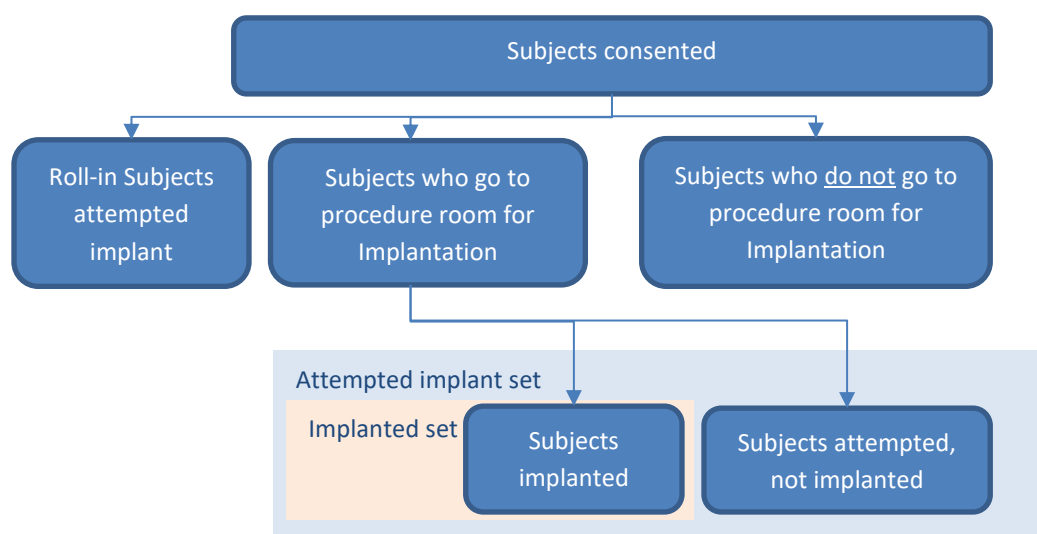 Subjects consented
Roll-in Subjects
attempted
implant
Subjects who go to
procedure room for
Implantation
Subjects who do not go to
procedure room for
Implantation
Attempted implant set
Implanted set
Subjects
implanted
Subjects attempted,
not implanted